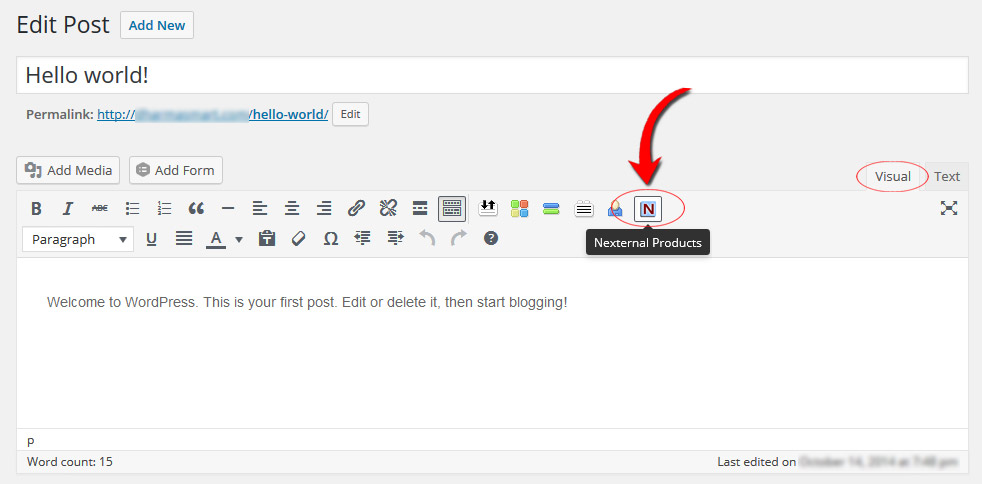 Edit Post Add New
Hello world!
Permalink: http:// /hello-world/ Edit
Add Media Add Form Visual Text
B I ABC N
Paragraph U A Ω ?
Nexternal Products
Welcome to WordPress. This is your first post. Edit or delete it, then start blogging!
p
Word count: 15 Last edited on